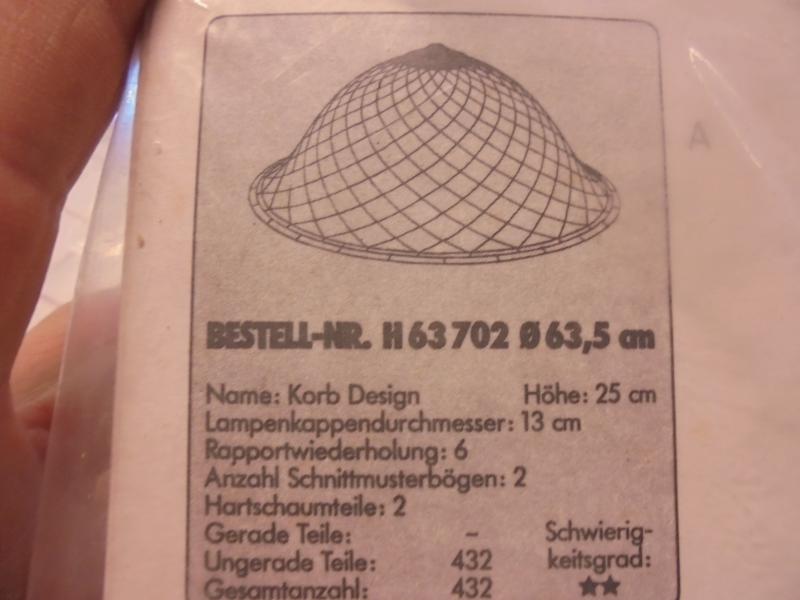 A
BESTELL-NR. H 63 702 Ø 63,5 cm
Name: Korb Design Höhe: 25 cm
Lampenkappendurchmesser: 13 cm
Rapportwiederholung: 6
Anzahl Schnittmusterbögen: 2
Hartschaumteile: 2
Gerade Teile: – Schwierig-
Ungerade Teile: 432 keitsgrad:
Gesamtanzahl: 432 ★★